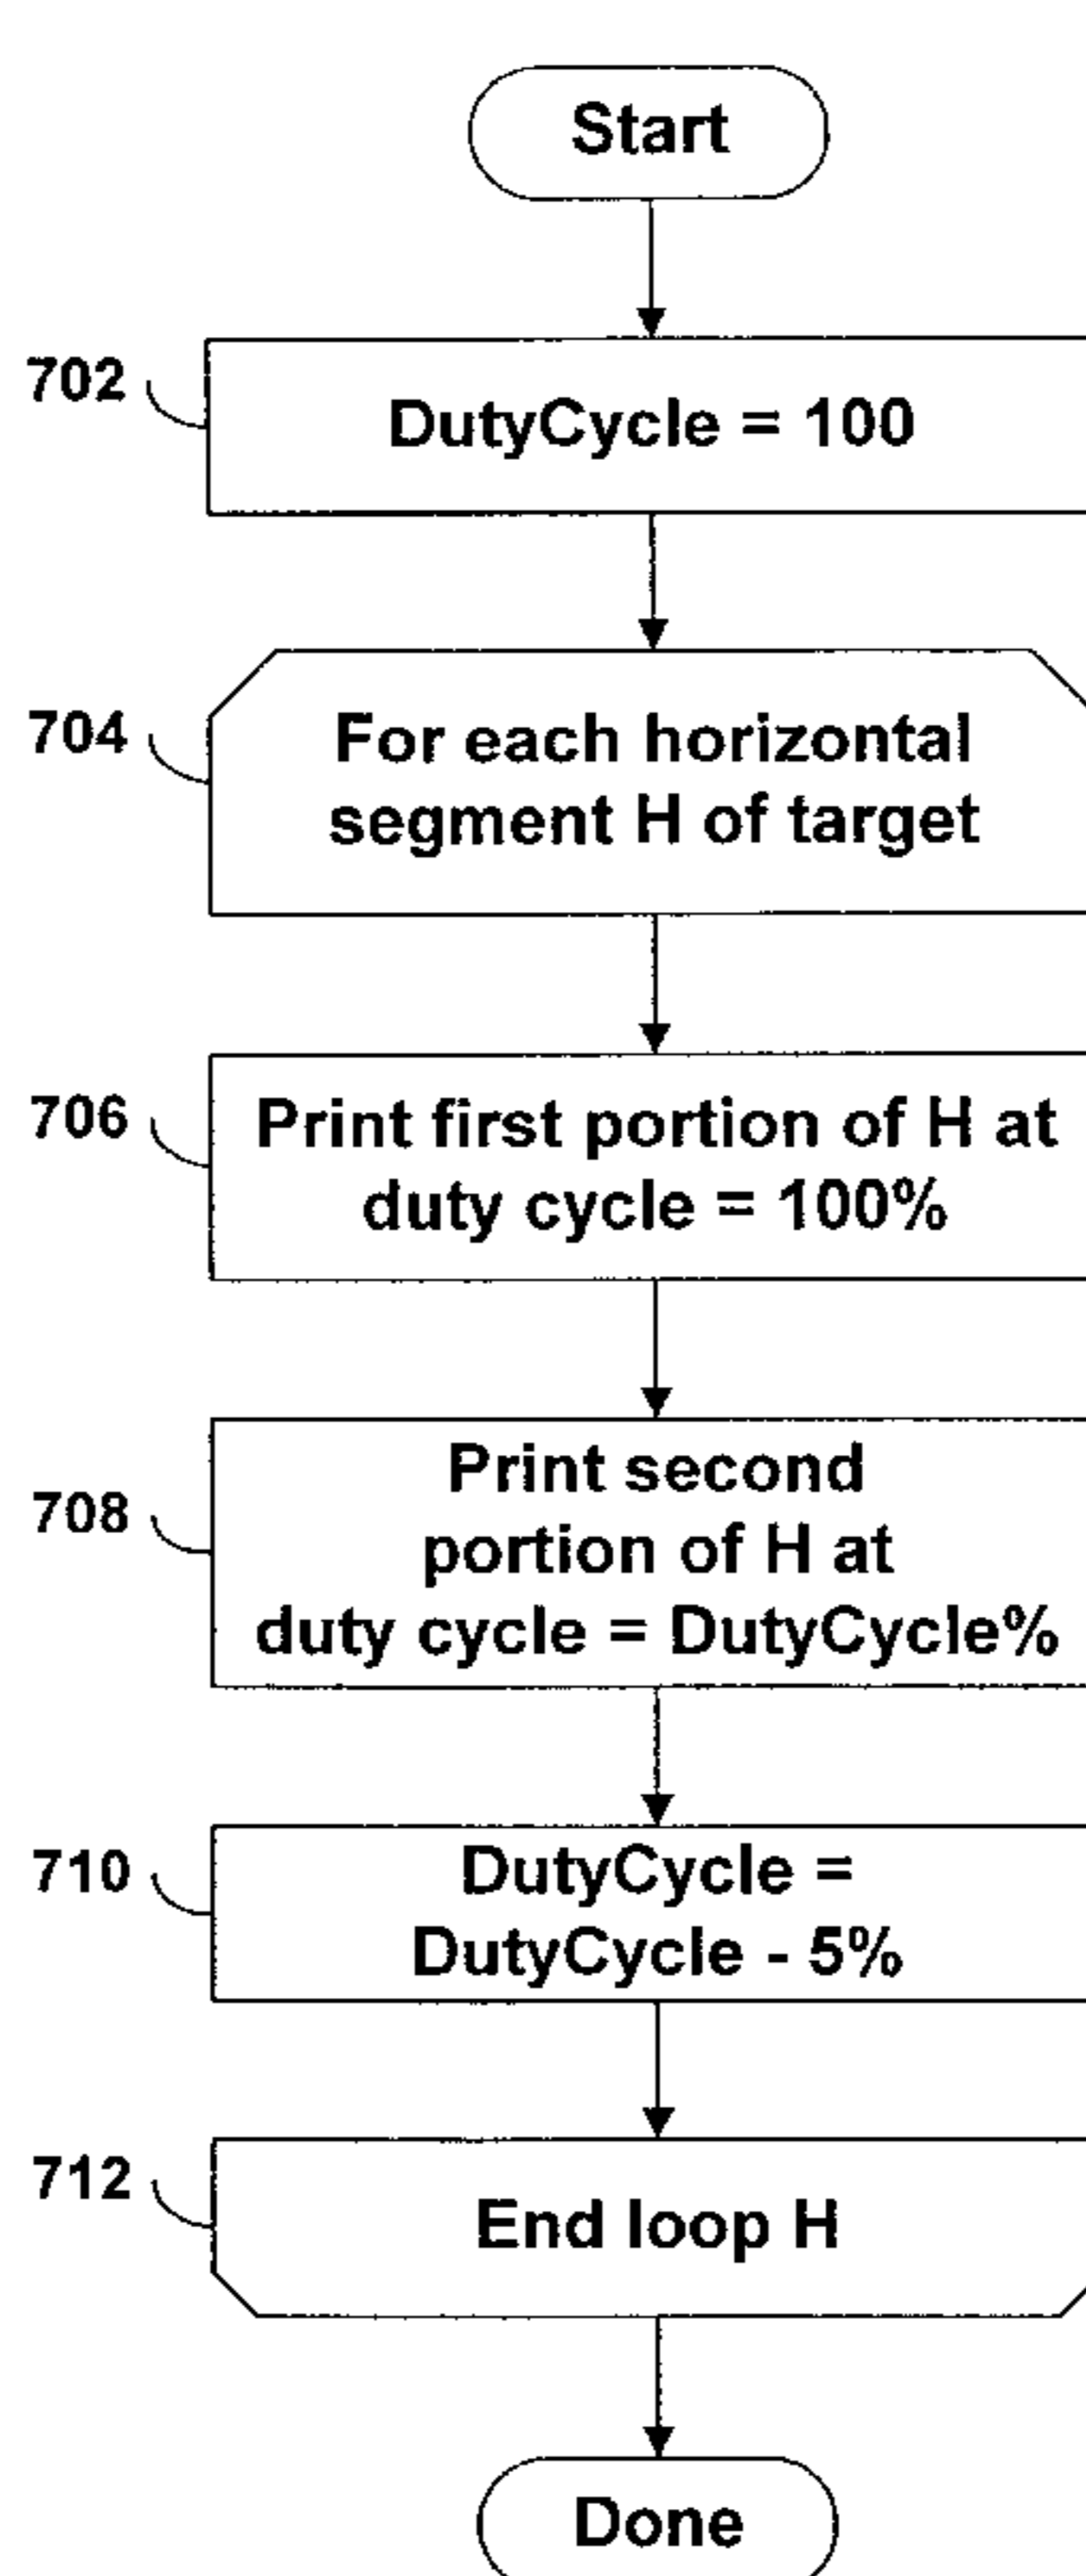 Start
702
DutyCycle = 100
704
For each horizontal
segment H of target
706
Print first portion of H at
duty cycle = 100%
708
Print second
portion of H at
duty cycle = DutyCycle%
710
DutyCycle =
DutyCycle - 5%
712
End loop H
Done